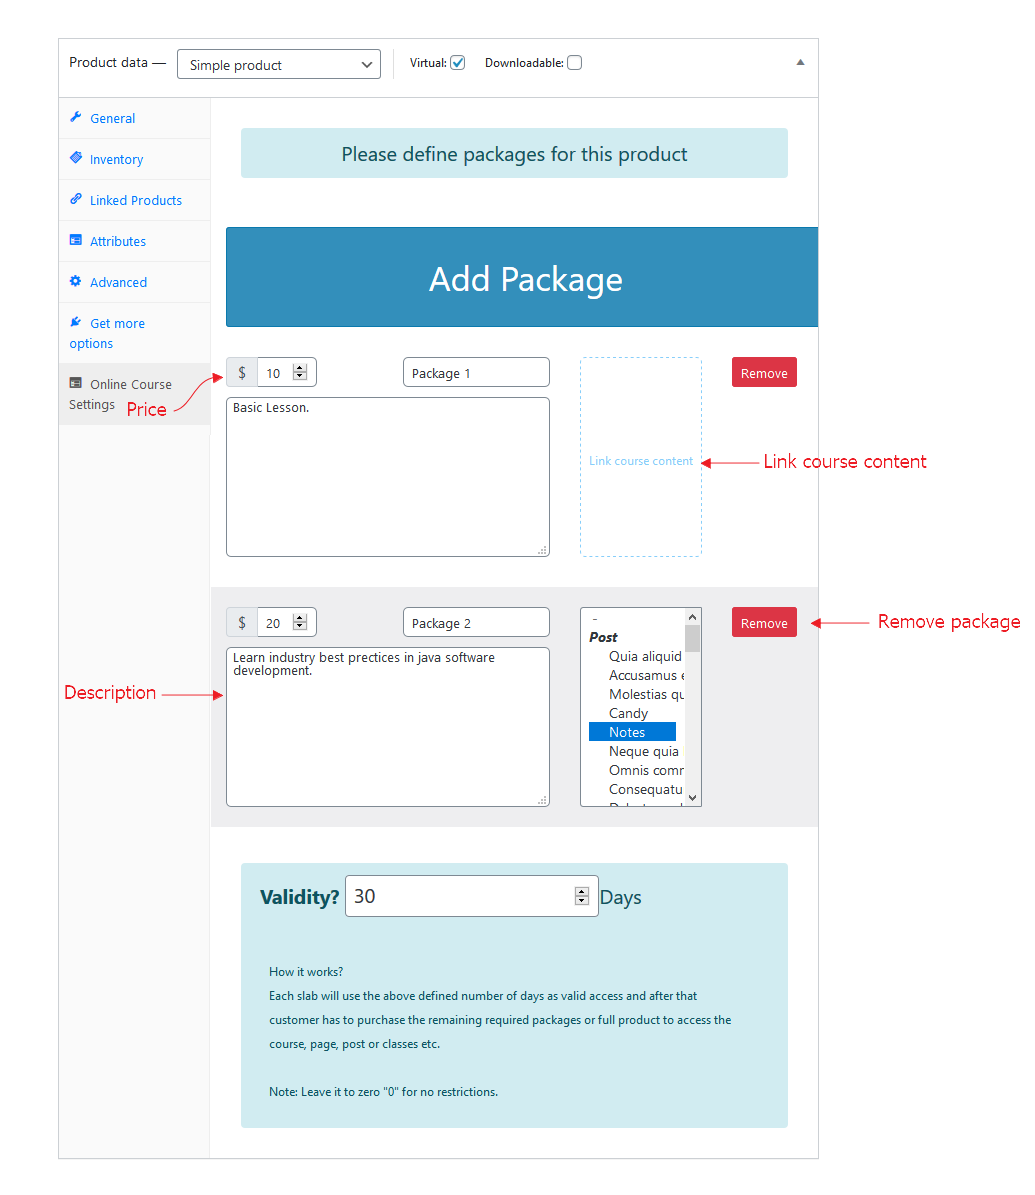 Product data — Simple product Virtual: Downloadable:
General
Inventory
Linked Products
Attributes
Advanced
Get more
options
Online Course
Settings
Price
Please define packages for this product
Add Package
$ 10 Package 1 Remove
Basic Lesson.
Link course content
Link course content
$ 20 Package 2 Remove
Remove package
Learn industry best prectices in java software
development.
Description
-
Post
Quia aliquid
Accusamus
Molestias qu
Candy
Notes
Neque quia
Omnis comm
Consequatu
Validity? 30 Days
How it works?
Each slab will use the above defined number of days as valid access and after that
customer has to purchase the remaining required packages or full product to access the
course, page, post or classes etc.
Note: Leave it to zero "0" for no restrictions.